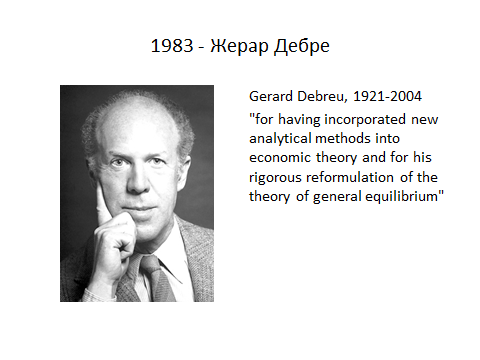 1983 - Жерар Дебре
Gerard Debreu, 1921-2004
"for having incorporated new
analytical methods into
economic theory and for his
rigorous reformulation of the
theory of general equilibrium"